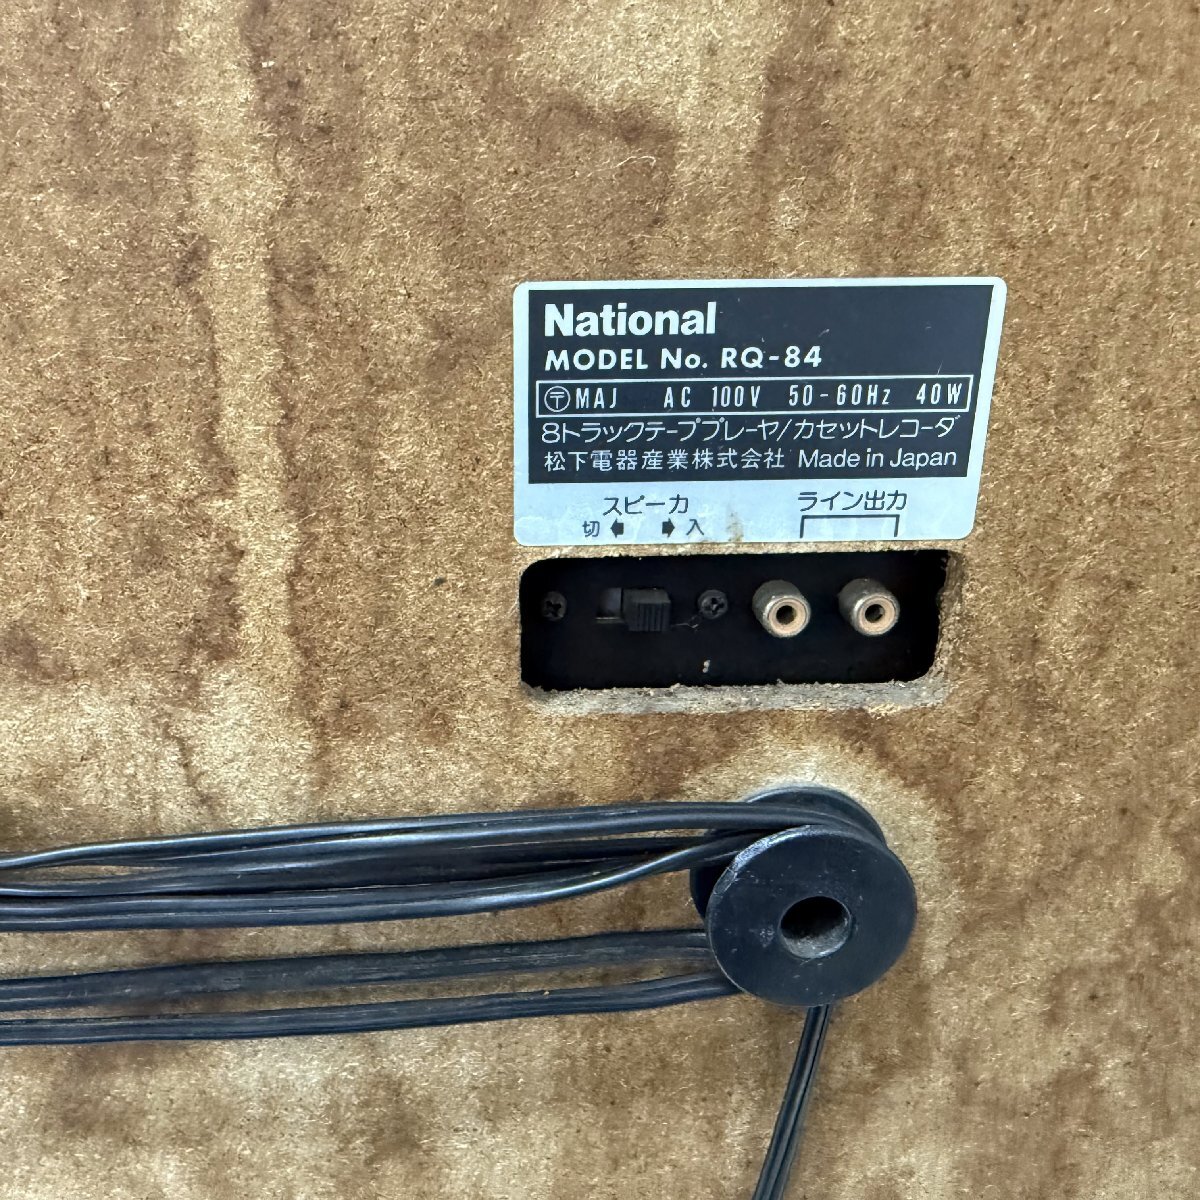 National
MODEL No. RQ-84
〶 MAJ AC 100V 50-60Hz 40W
8トラックテーププレーヤ/カセットレコーダ
松下電器産業株式会社 Made in Japan
スピーカ ライン出力
切 ← → 入